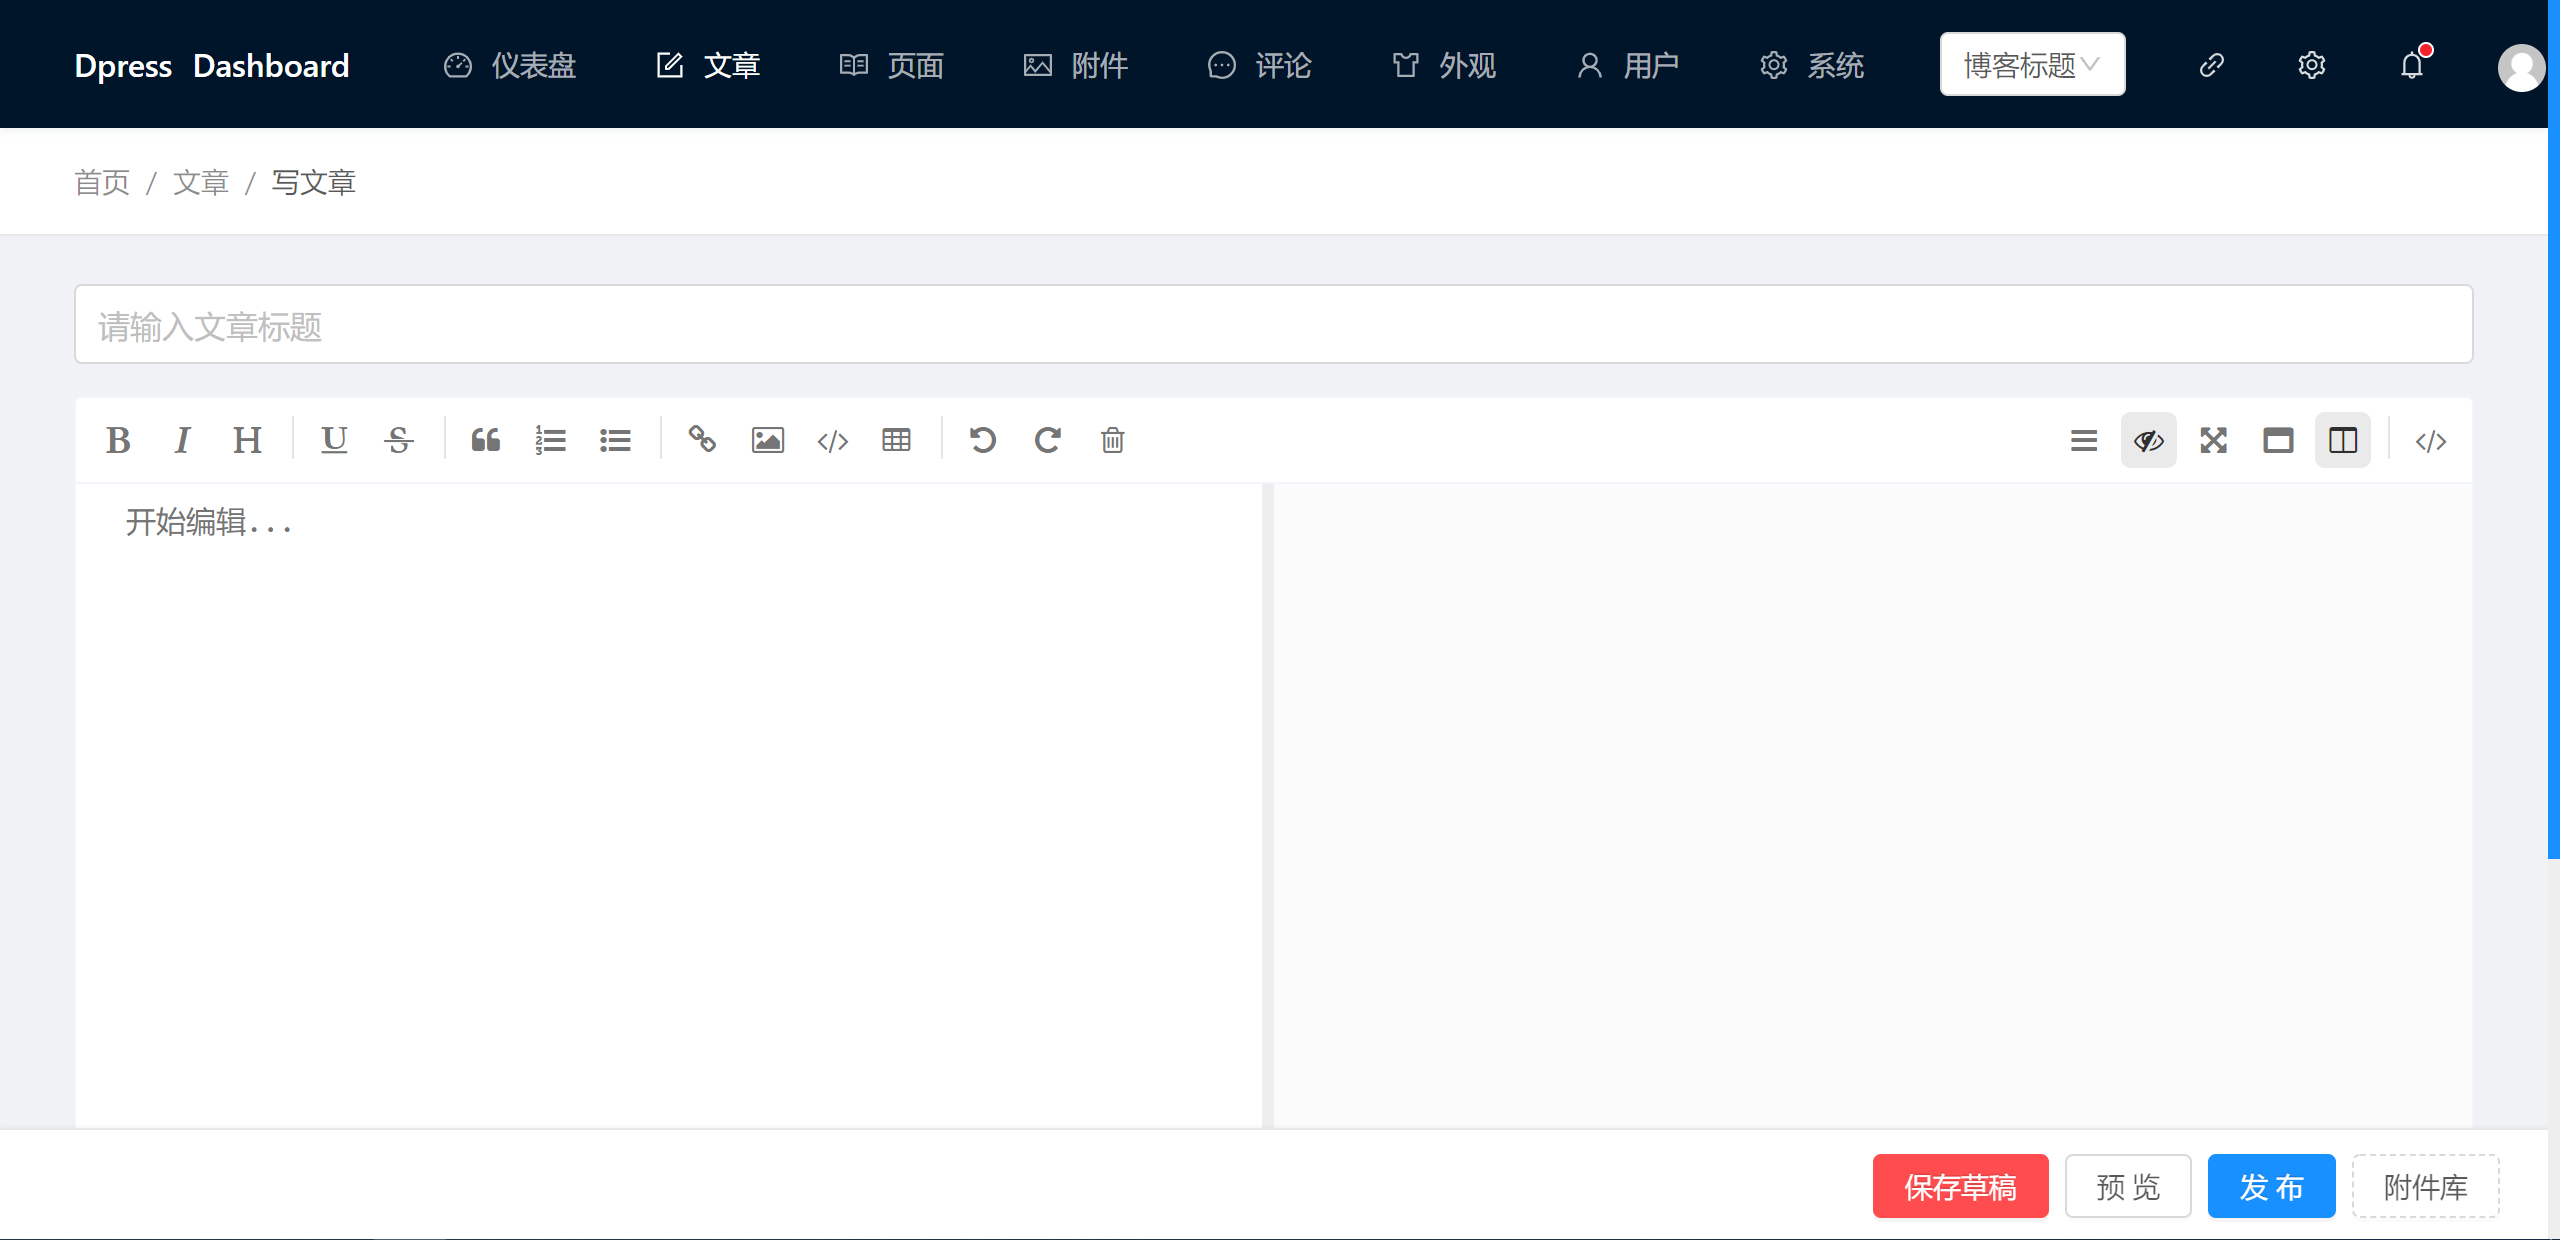 Dpress Dashboard 仪表盘 文章 页面 附件 评论 外观 用户 系统 博客标题
首页 / 文章 / 写文章
请输入文章标题
B I H U S </> </>
开始编辑...
保存草稿 预 览 发 布 附件库